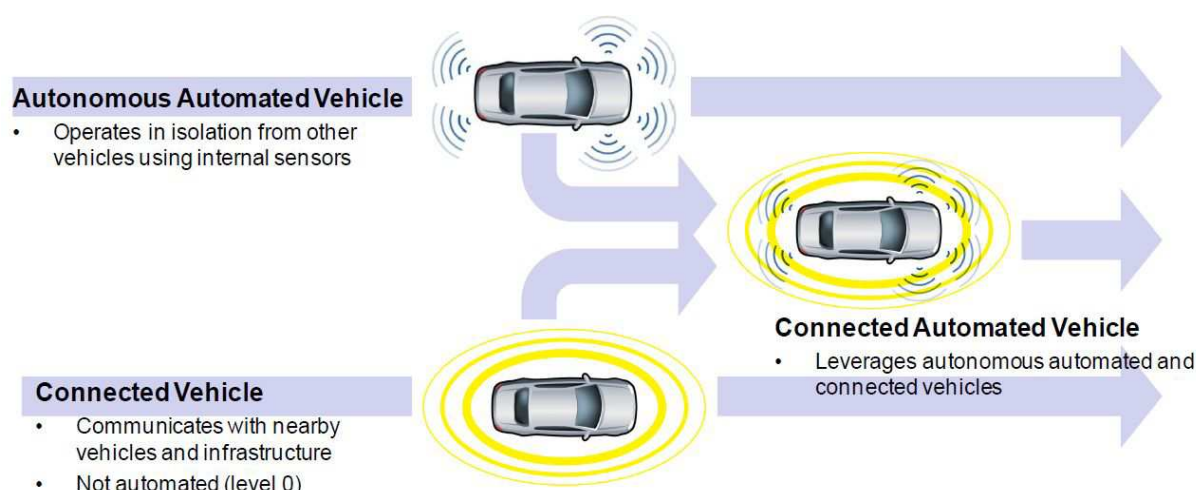 Autonomous Automated Vehicle
• Operates in isolation from other
vehicles using internal sensors
Connected Automated Vehicle
• Leverages autonomous automated and
connected vehicles
Connected Vehicle
• Communicates with nearby
vehicles and infrastructure
• Not automated (level 0)